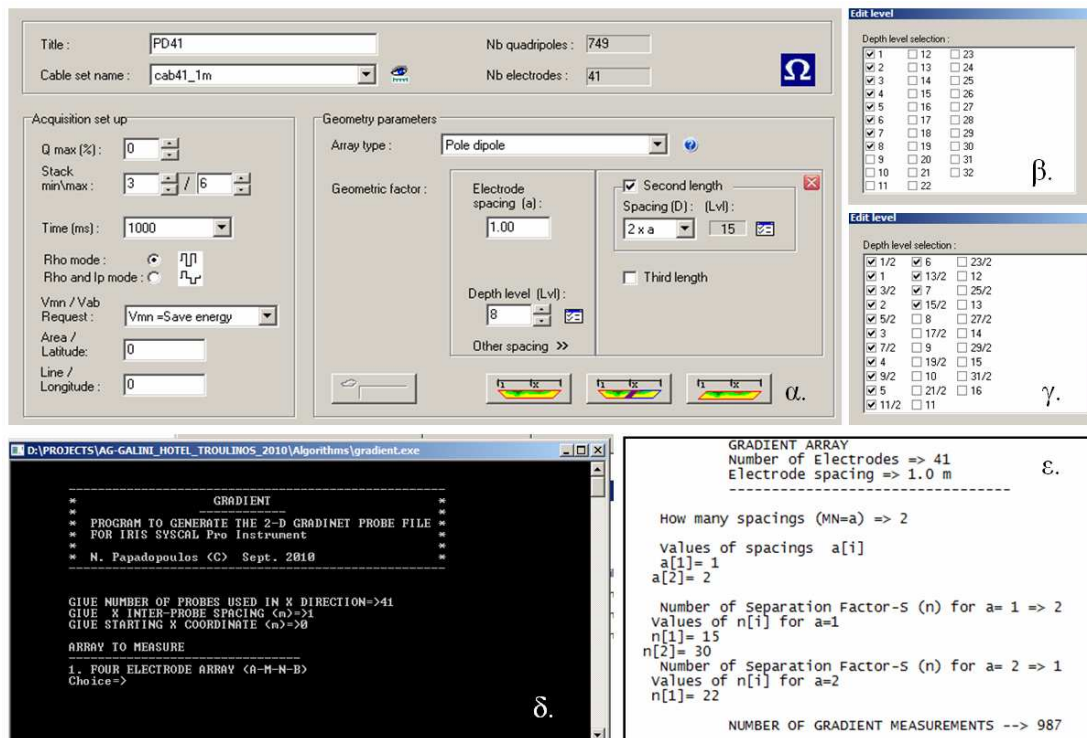 Title :
PD41
Nb quadripoles :
749
Cable set name :
cab41_1m
Nb electrodes :
41
Ω
Acquisition set up
Q max (%) :
0
Stack
min\max :
3 / 6
Time (ms) :
1000
Rho mode :
Rho and Ip mode :
Vmn / Vab
Request :
Vmn =Save energy
Area /
Latitude:
0
Line /
Longitude :
0
Geometry parameters
Array type :
Pole dipole
Geometric factor :
Electrode
spacing (a) :
1.00
Depth level (Lvl) :
8
Other spacing >>
Second length
Spacing (D) : (Lvl) :
2 x a
15
Third length
α.
Edit level
Depth level selection :
1 12 23
2 13 24
3 14 25
4 15 26
5 16 27
6 17 28
7 18 29
8 19 30
9 20 31
10 21 32
11 22
β.
Edit level
Depth level selection :
1/2 6 23/2
1 13/2 12
3/2 7 25/2
2 15/2 13
5/2 8 27/2
3 17/2 14
7/2 9 29/2
4 19/2 15
9/2 10 31/2
5 21/2 16
11/2 11
γ.
D:\PROJECTS\AG-GALINI_HOTEL_TROULINOS_2010\Algorithms\gradient.exe
* GRADIENT *
* PROGRAM TO GENERATE THE 2-D GRADINET PROBE FILE *
* FOR IRIS SYSCAL Pro Instrument *
* N. Papadopoulos (C) Sept. 2010 *
GIVE NUMBER OF PROBES USED IN X DIRECTION=>41
GIVE X INTER-PROBE SPACING (m)=>1
GIVE STARTING X COORDINATE (m)=>0
ARRAY TO MEASURE
1. FOUR ELECTRODE ARRAY (A-M-N-B)
Choice=>
δ.
GRADIENT ARRAY
Number of Electrodes => 41
Electrode spacing => 1.0 m
ε.
How many spacings (MN=a) => 2
Values of spacings a[i]
a[1]= 1
a[2]= 2
Number of Separation Factor-S (n) for a= 1 => 2
Values of n[i] for a=1
n[1]= 15
n[2]= 30
Number of Separation Factor-S (n) for a= 2 => 1
Values of n[i] for a=2
n[1]= 22
NUMBER OF GRADIENT MEASUREMENTS --> 987